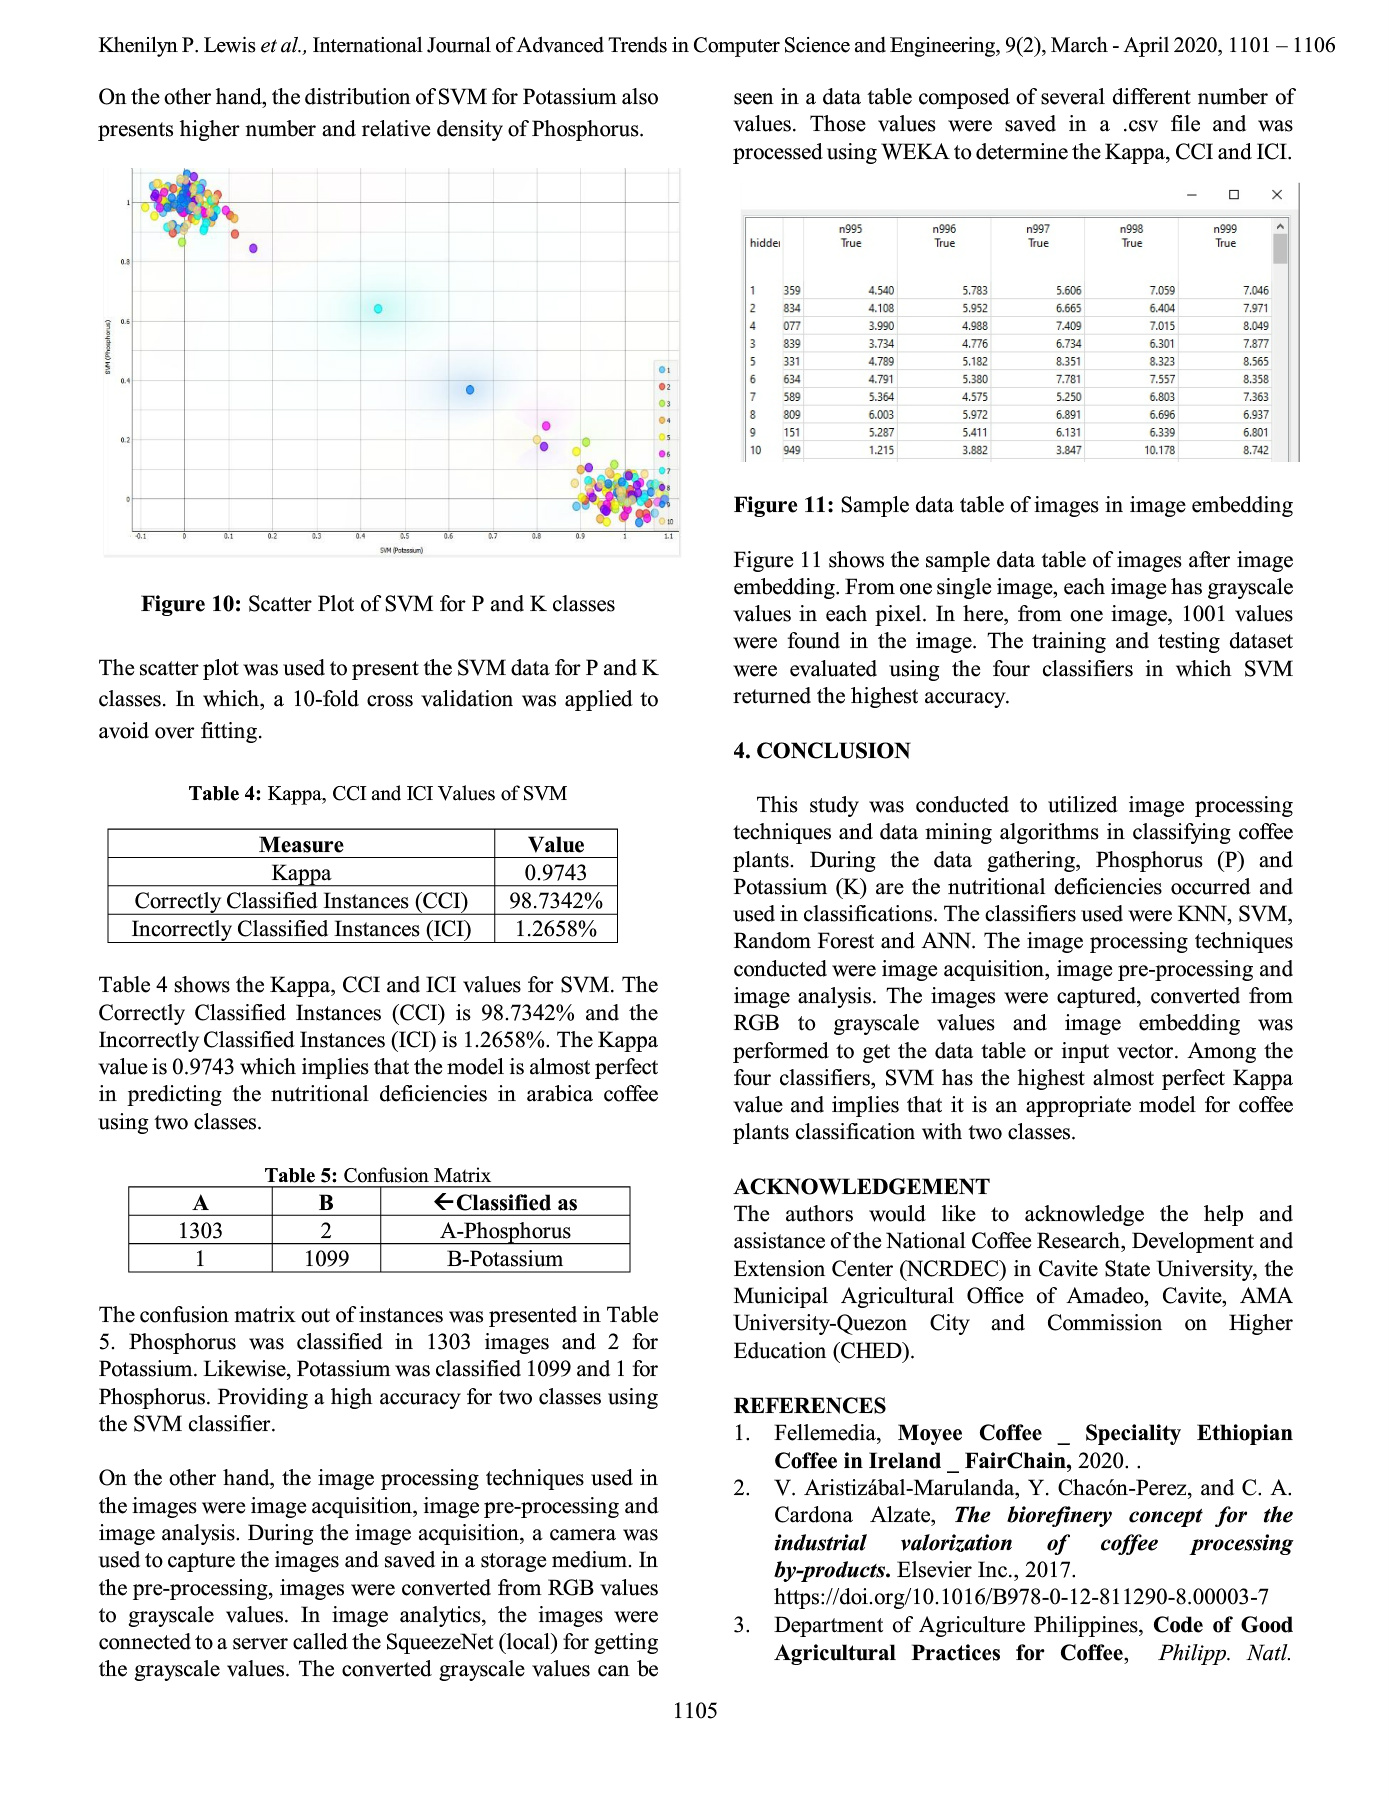 Khenilyn P. Lewis et al., International Journal of Advanced Trends in Computer Science and Engineering, 9(2), March - April 2020, 1101 – 1106
On the other hand, the distribution of SVM for Potassium also
presents higher number and relative density of Phosphorus.
1
0.8
0.6
0.4
0.2
0
SVM (Phosphorus)
-0.1 0 0.1 0.2 0.3 0.4 0.5 0.6 0.7 0.8 0.9 1 1.1
SVM (Potassium)
1
2
3
4
5
6
7
8
9
10
Figure 10: Scatter Plot of SVM for P and K classes
The scatter plot was used to present the SVM data for P and K
classes. In which, a 10-fold cross validation was applied to
avoid over fitting.
Table 4: Kappa, CCI and ICI Values of SVM
Measure Value
Kappa 0.9743
Correctly Classified Instances (CCI) 98.7342%
Incorrectly Classified Instances (ICI) 1.2658%
Table 4 shows the Kappa, CCI and ICI values for SVM. The
Correctly Classified Instances (CCI) is 98.7342% and the
Incorrectly Classified Instances (ICI) is 1.2658%. The Kappa
value is 0.9743 which implies that the model is almost perfect
in predicting the nutritional deficiencies in arabica coffee
using two classes.
Table 5: Confusion Matrix
A B ←Classified as
1303 2 A-Phosphorus
1 1099 B-Potassium
The confusion matrix out of instances was presented in Table
5. Phosphorus was classified in 1303 images and 2 for
Potassium. Likewise, Potassium was classified 1099 and 1 for
Phosphorus. Providing a high accuracy for two classes using
the SVM classifier.
On the other hand, the image processing techniques used in
the images were image acquisition, image pre-processing and
image analysis. During the image acquisition, a camera was
used to capture the images and saved in a storage medium. In
the pre-processing, images were converted from RGB values
to grayscale values. In image analytics, the images were
connected to a server called the SqueezeNet (local) for getting
the grayscale values. The converted grayscale values can be
seen in a data table composed of several different number of
values. Those values were saved in a .csv file and was
processed using WEKA to determine the Kappa, CCI and ICI.
hidde n995 n996 n997 n998 n999
True True True True True
1 359 4.540 5.783 5.606 7.059 7.046
2 834 4.108 5.952 6.665 6.404 7.971
4 077 3.990 4.988 7.409 7.015 8.049
3 839 3.734 4.776 6.734 6.301 7.877
5 331 4.789 5.182 8.351 8.323 8.565
6 634 4.791 5.380 7.781 7.557 8.358
7 589 5.364 4.575 5.250 6.803 7.363
8 809 6.003 5.972 6.891 6.696 6.937
9 151 5.287 5.411 6.131 6.339 6.801
10 949 1.215 3.882 3.847 10.178 8.742
Figure 11: Sample data table of images in image embedding
Figure 11 shows the sample data table of images after image
embedding. From one single image, each image has grayscale
values in each pixel. In here, from one image, 1001 values
were found in the image. The training and testing dataset
were evaluated using the four classifiers in which SVM
returned the highest accuracy.
4. CONCLUSION
This study was conducted to utilized image processing
techniques and data mining algorithms in classifying coffee
plants. During the data gathering, Phosphorus (P) and
Potassium (K) are the nutritional deficiencies occurred and
used in classifications. The classifiers used were KNN, SVM,
Random Forest and ANN. The image processing techniques
conducted were image acquisition, image pre-processing and
image analysis. The images were captured, converted from
RGB to grayscale values and image embedding was
performed to get the data table or input vector. Among the
four classifiers, SVM has the highest almost perfect Kappa
value and implies that it is an appropriate model for coffee
plants classification with two classes.
ACKNOWLEDGEMENT
The authors would like to acknowledge the help and
assistance of the National Coffee Research, Development and
Extension Center (NCRDEC) in Cavite State University, the
Municipal Agricultural Office of Amadeo, Cavite, AMA
University-Quezon City and Commission on Higher
Education (CHED).
REFERENCES
1. Fellemedia, Moyee Coffee _ Speciality Ethiopian
Coffee in Ireland _ FairChain, 2020. .
2. V. Aristizábal-Marulanda, Y. Chacón-Perez, and C. A.
Cardona Alzate, The biorefinery concept for the
industrial valorization of coffee processing
by-products. Elsevier Inc., 2017.
https://doi.org/10.1016/B978-0-12-811290-8.00003-7
3. Department of Agriculture Philippines, Code of Good
Agricultural Practices for Coffee, Philipp. Natl.
1105